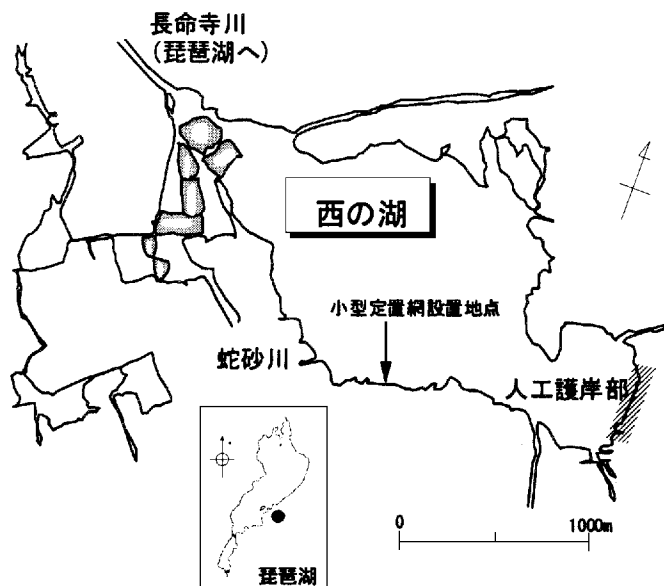 長命寺川
(琵琶湖へ)
西の湖
小型定置網設置地点
蛇砂川
人工護岸部
0
1000m
琵琶湖